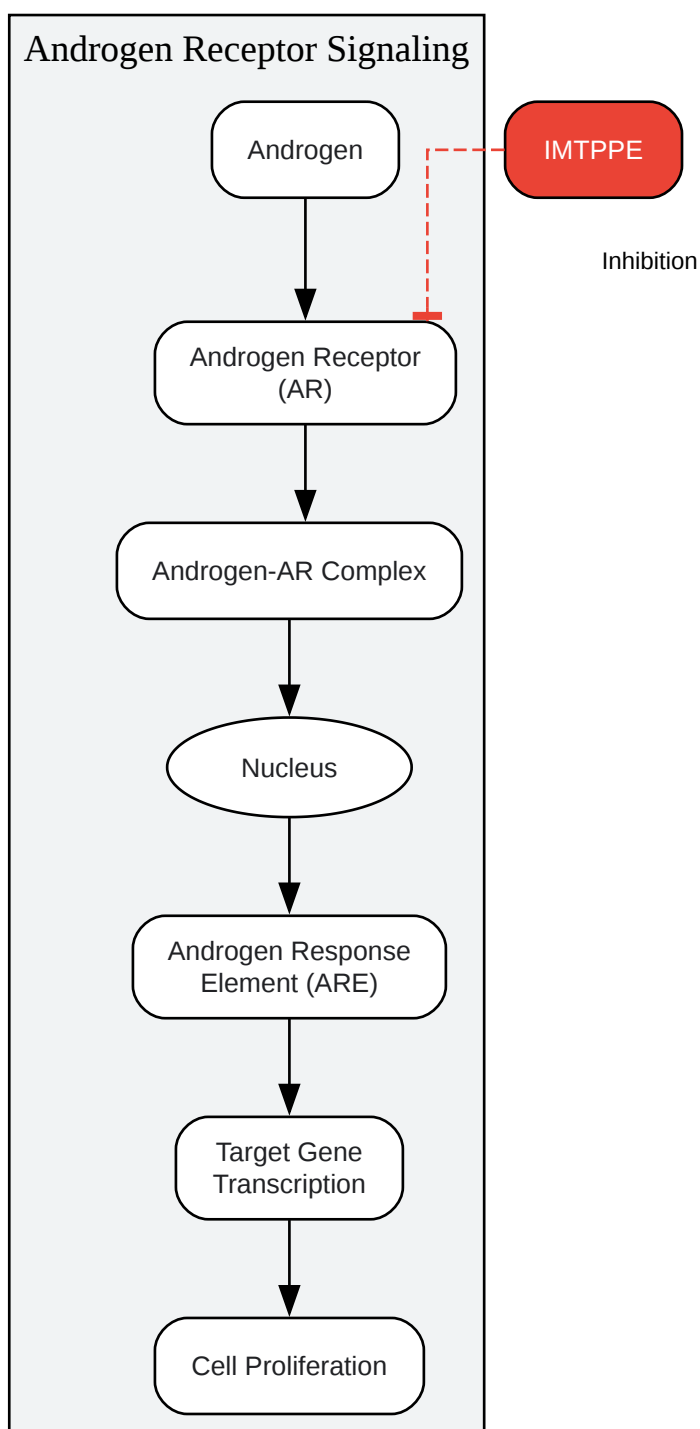 Androgen Receptor Signaling
Androgen
IMTPPE
Inhibition
Androgen Receptor
(AR)
Androgen-AR Complex
Nucleus
Androgen Response
Element (ARE)
Target Gene
Transcription
Cell Proliferation